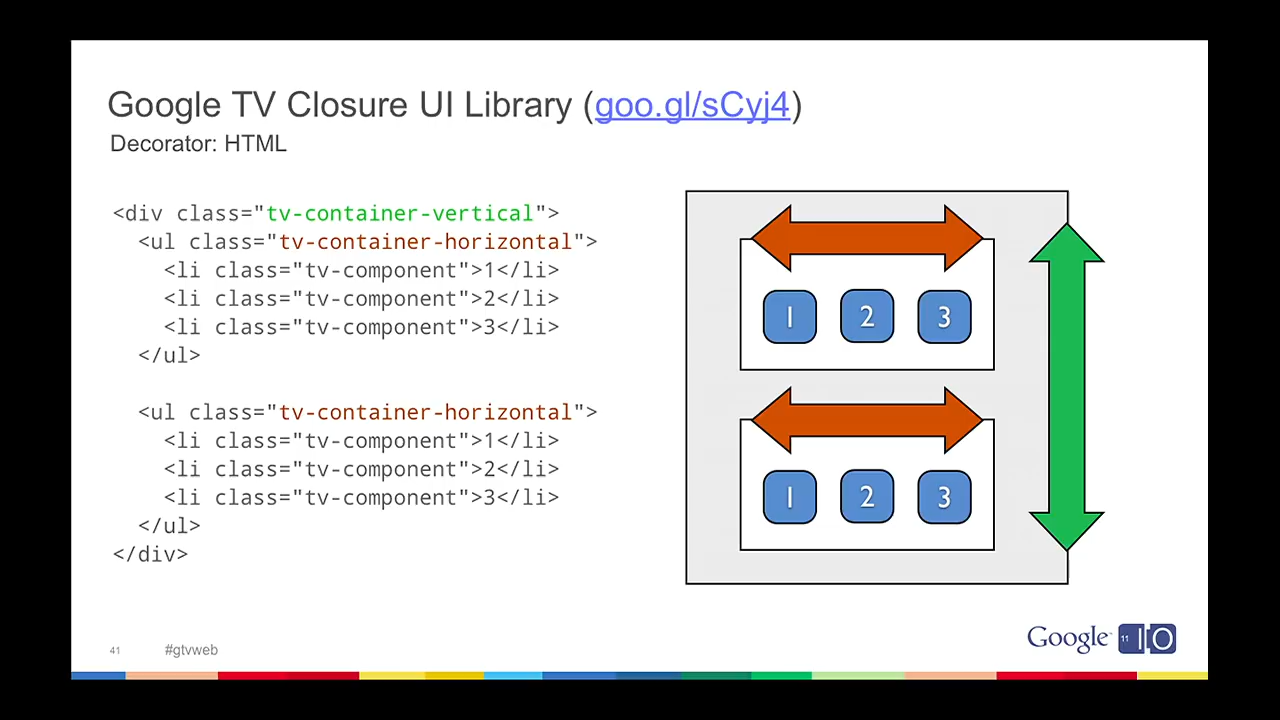 Google TV Closure UI Library (goo.gl/sCyj4)
Decorator: HTML
<div class="tv-container-vertical">
<ul class="tv-container-horizontal">
<li class="tv-component">1</li>
<li class="tv-component">2</li>
<li class="tv-component">3</li>
</ul>
<ul class="tv-container-horizontal">
<li class="tv-component">1</li>
<li class="tv-component">2</li>
<li class="tv-component">3</li>
</ul>
</div>
1 2 3
1 2 3
41 #gtvweb
Google 11 IO